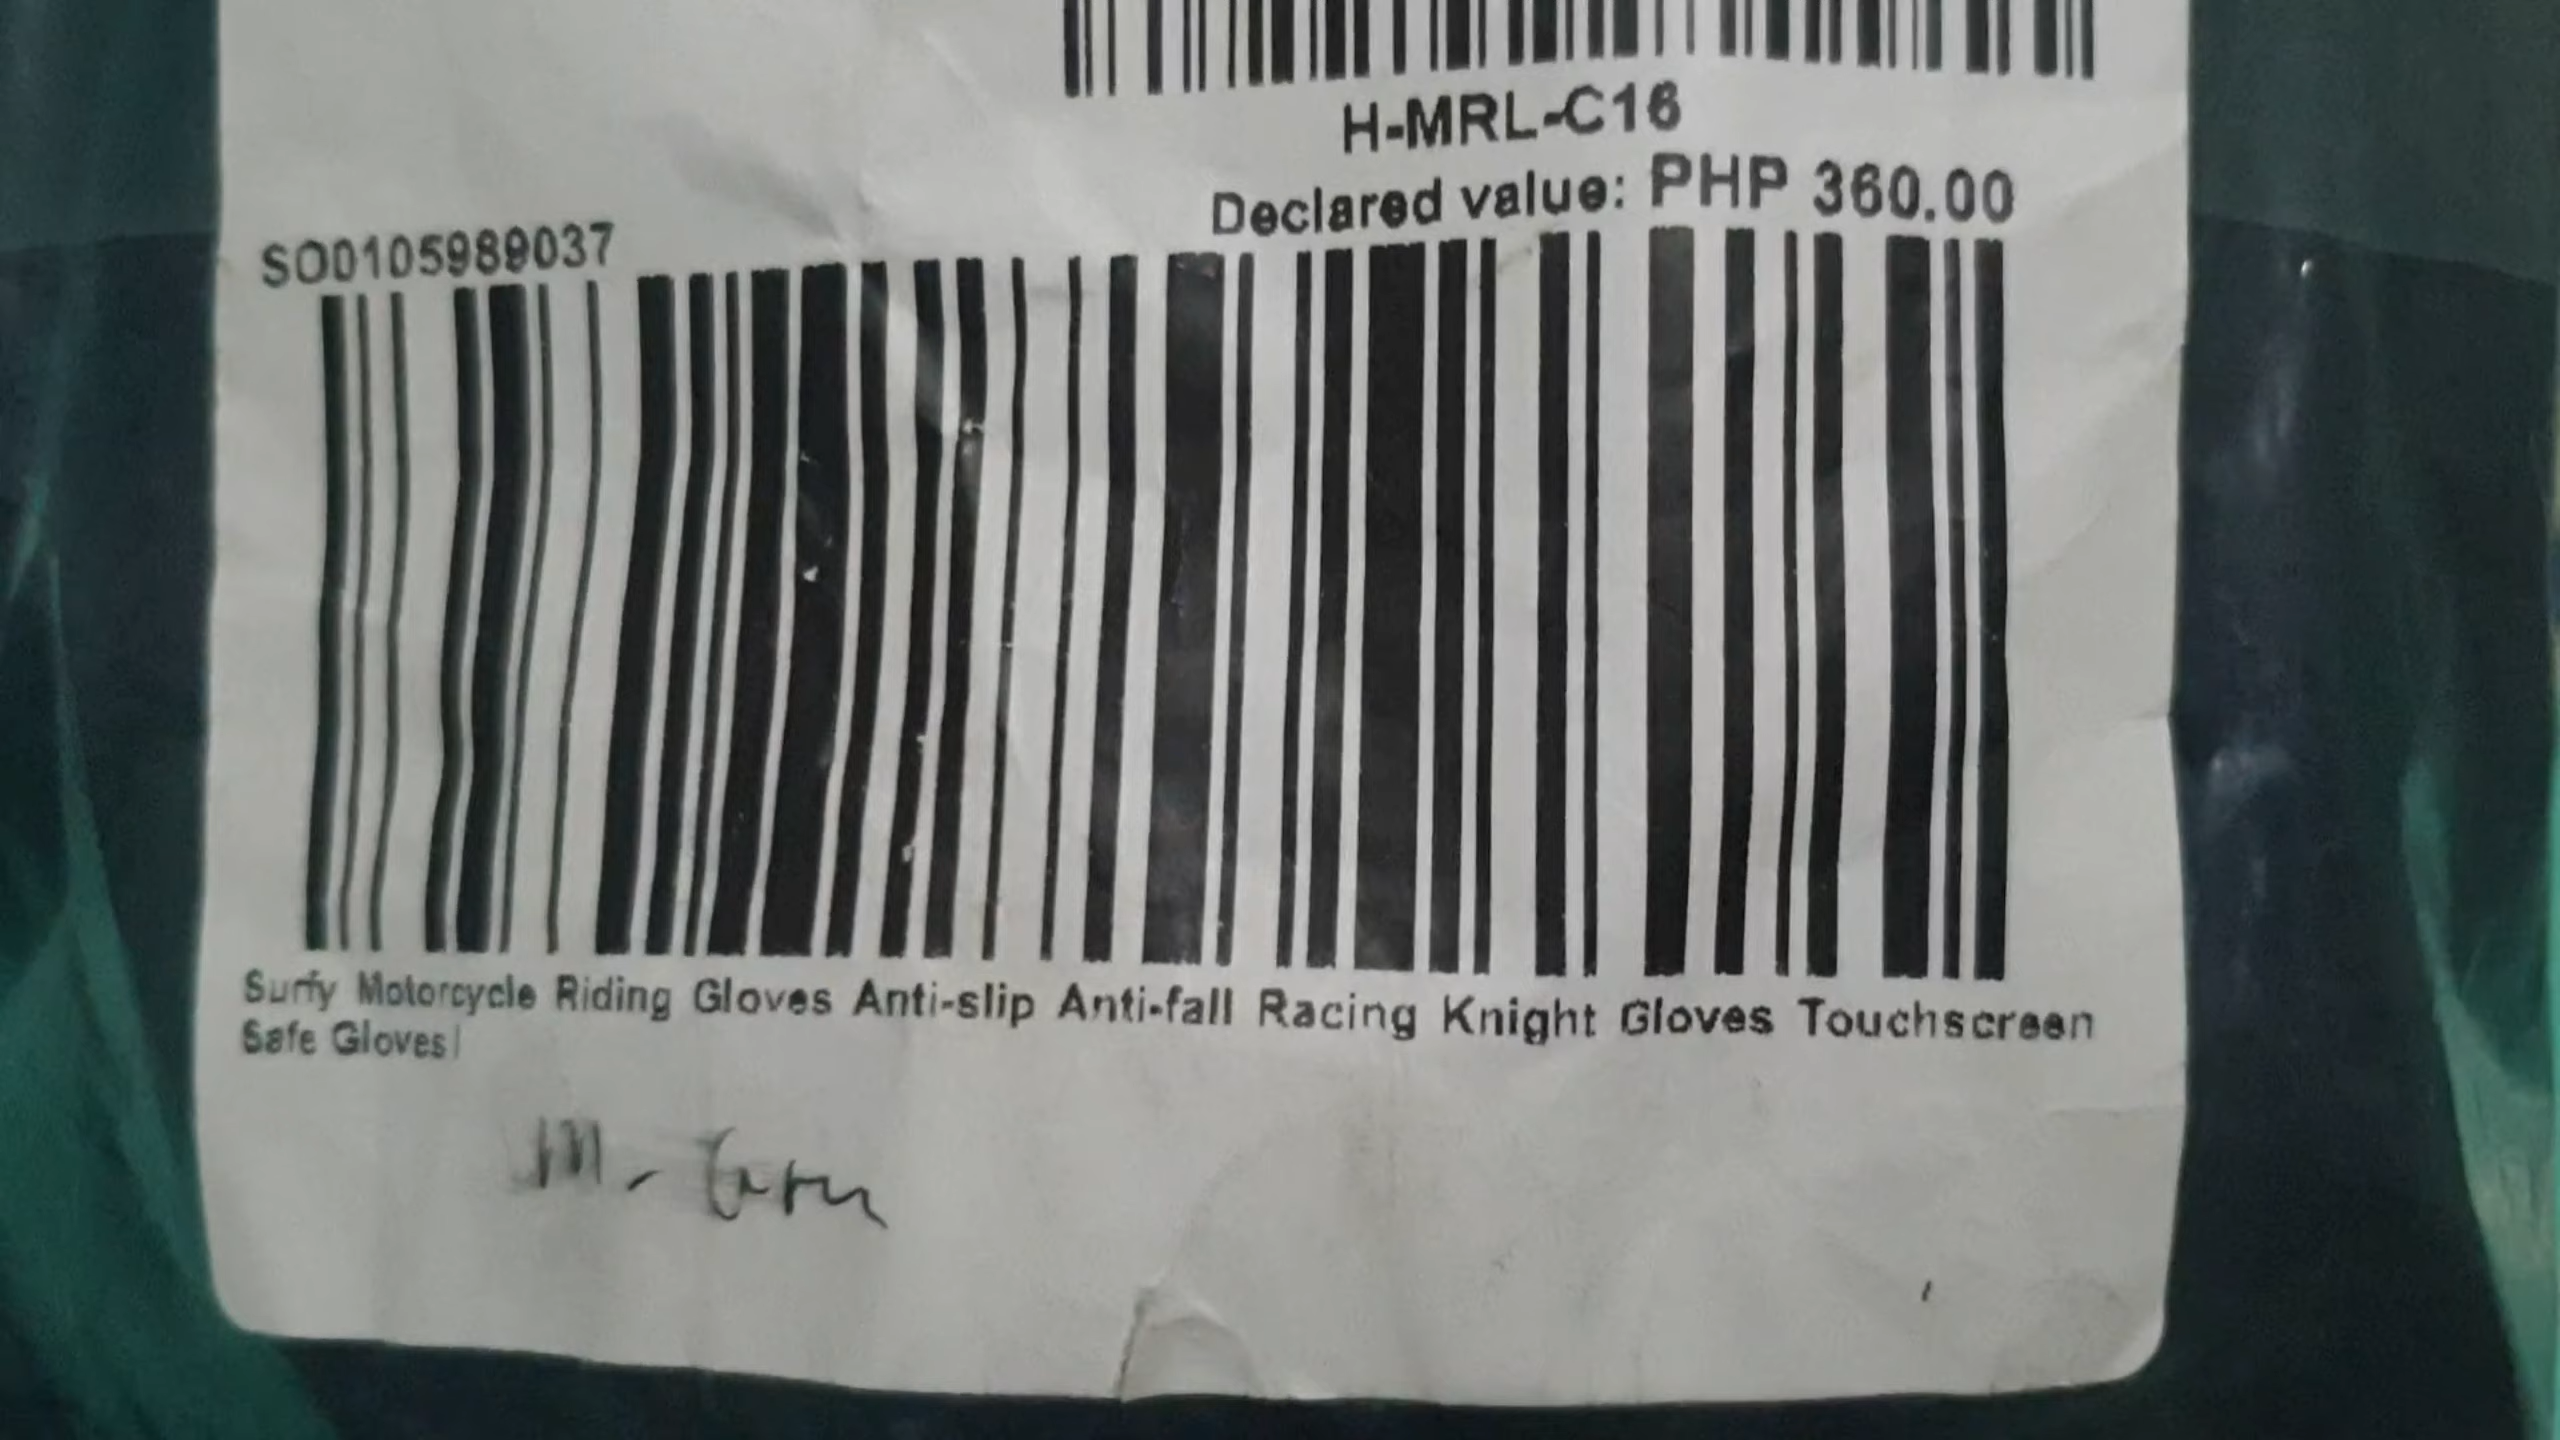 H-MRL-C16
Declared value: PHP 360.00
SO0105989037
Surfy Motorcycle Riding Gloves Anti-slip Anti-fall Racing Knight Gloves Touchscreen
Safe Gloves|